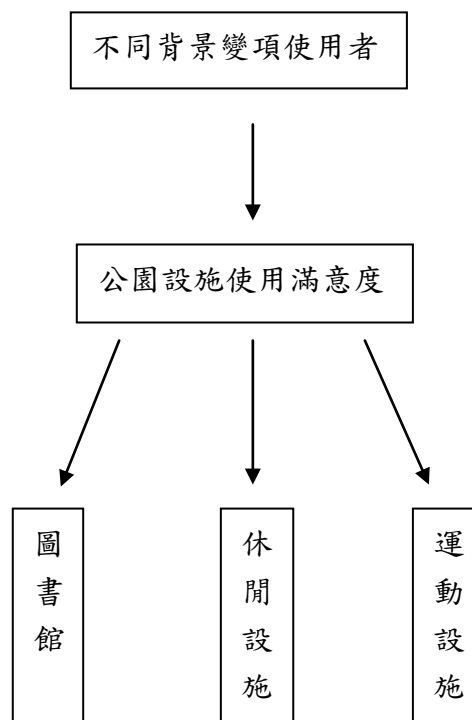 不同背景變項使用者
公園設施使用滿意度
圖書館
休閒設施
運動設施